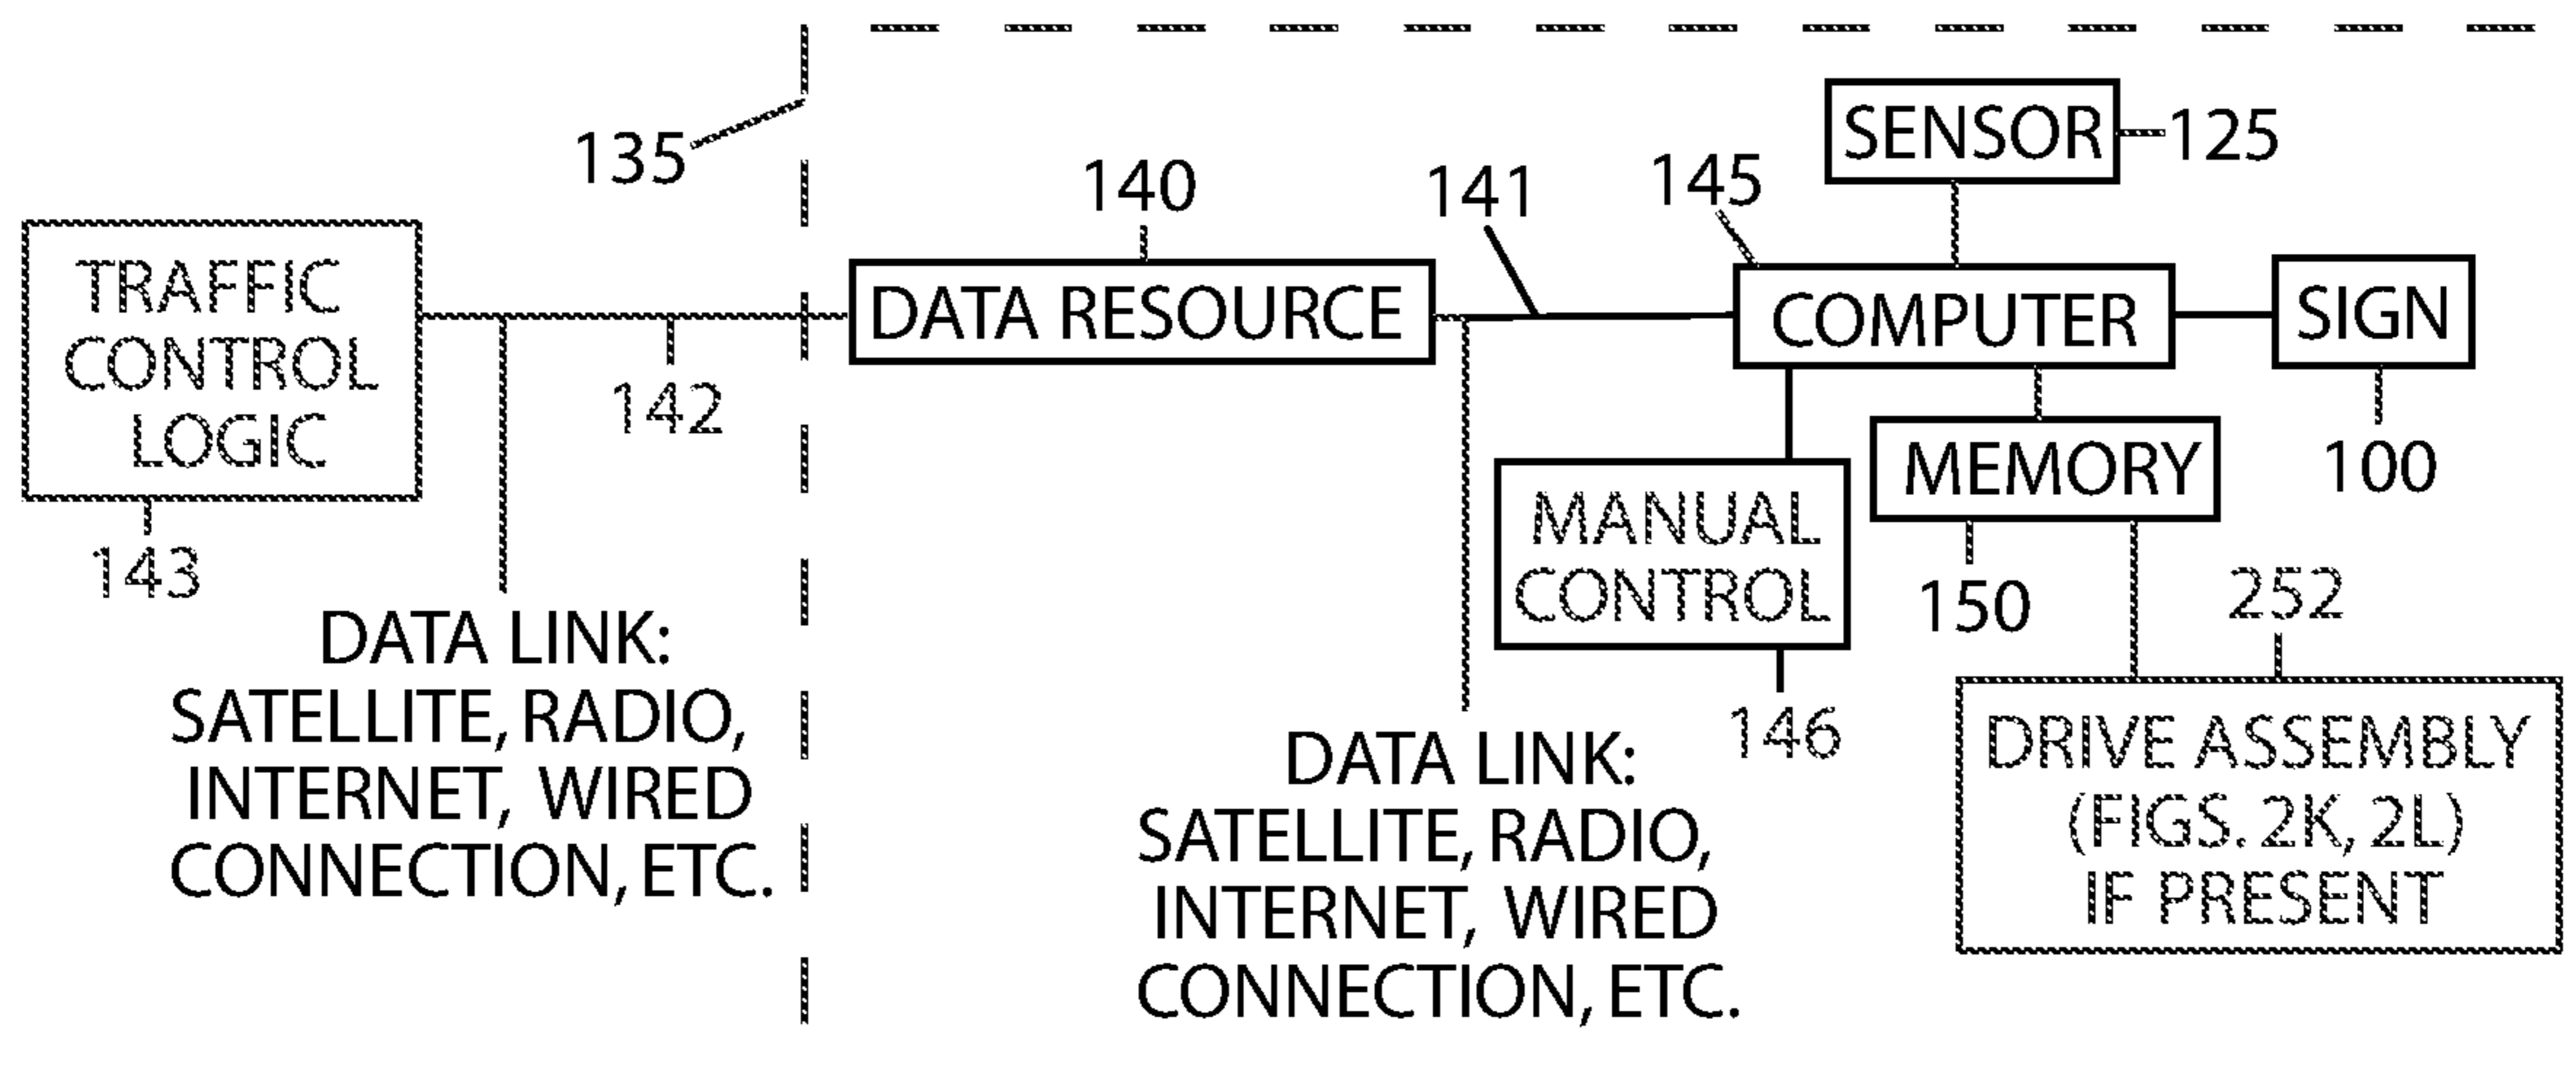 SENSOR
125
135
140
141
145
TRAFFIC
CONTROL
LOGIC
DATA RESOURCE
COMPUTER
SIGN
142
100
MEMORY
MANUAL
CONTROL
143
150
252
DATA LINK:
SATELLITE, RADIO,
INTERNET, WIRED
CONNECTION, ETC.
146
DATA LINK:
SATELLITE, RADIO,
INTERNET, WIRED
CONNECTION, ETC.
DRIVE ASSEMBLY
(FIGS. 2K, 2L)
IF PRESENT